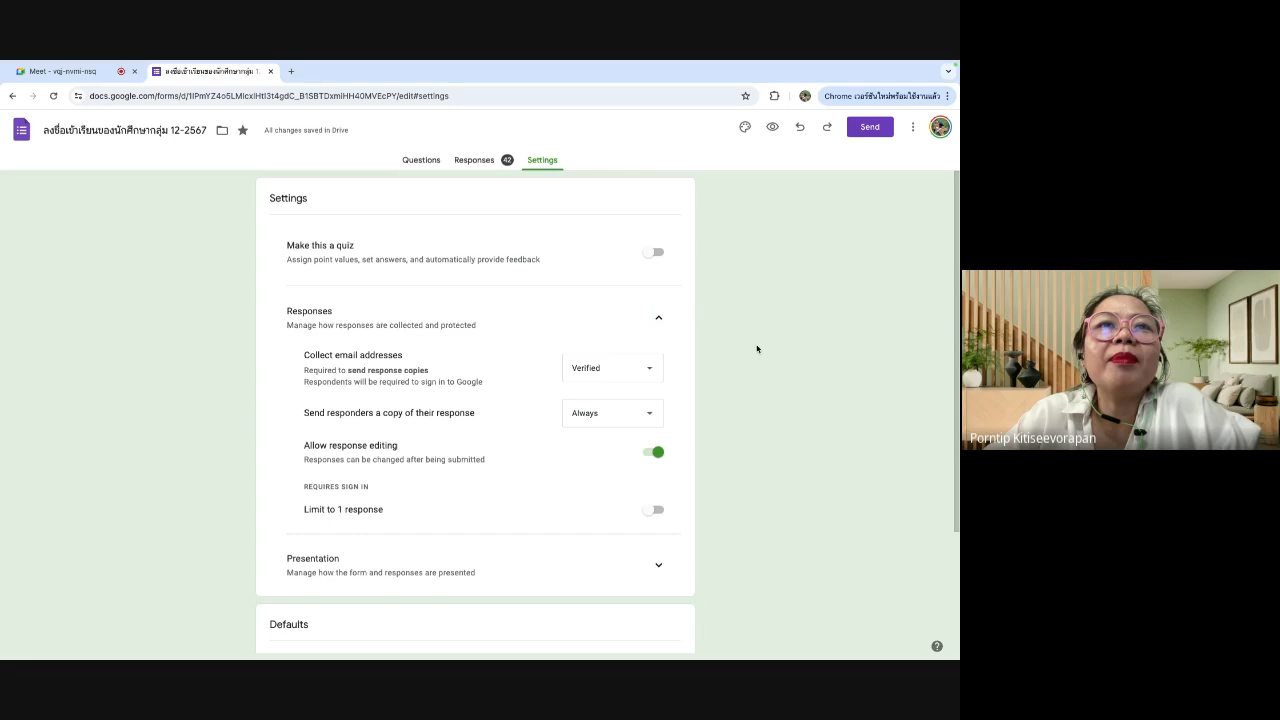 Meet - vqj-nvmi-nsq
ลงชื่อเข้าเรียนของนักศึกษากลุ่ม 1
docs.google.com/forms/d/1lPmYZ4o5LMlcxiHtI3t4gdC_B1SBTDxmlHH40MVEcPY/edit#settings
Chrome เวอร์ชันใหม่พร้อมใช้งานแล้ว
ลงชื่อเข้าเรียนของนักศึกษากลุ่ม 12-2567
All changes saved in Drive
Send
Questions
Responses 42
Settings
Settings
Make this a quiz
Assign point values, set answers, and automatically provide feedback
Responses
Manage how responses are collected and protected
Collect email addresses
Required to send response copies
Respondents will be required to sign in to Google
Verified
Send responders a copy of their response
Always
Allow response editing
Responses can be changed after being submitted
REQUIRES SIGN IN
Limit to 1 response
Presentation
Manage how the form and responses are presented
Defaults
Porntip Kitiseevorapan